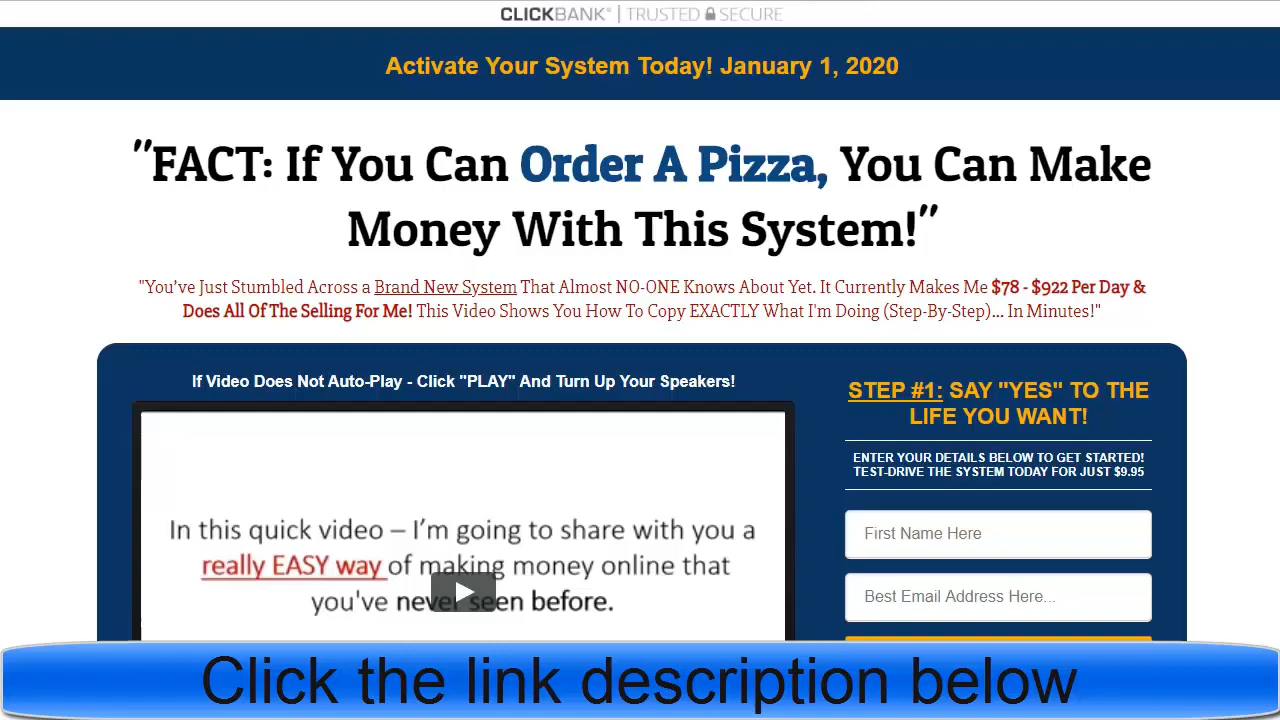 CLICKBANK® | TRUSTED SECURE
Activate Your System Today! January 1, 2020
"FACT: If You Can Order A Pizza, You Can Make
Money With This System!"
"You've Just Stumbled Across a Brand New System That Almost NO-ONE Knows About Yet. It Currently Makes Me $78 - $922 Per Day &
Does All Of The Selling For Me! This Video Shows You How To Copy EXACTLY What I'm Doing (Step-By-Step)... In Minutes!"
If Video Does Not Auto-Play - Click "PLAY" And Turn Up Your Speakers!
In this quick video – I'm going to share with you a
really EASY way of making money online that
you've never seen before.
STEP #1: SAY "YES" TO THE
LIFE YOU WANT!
ENTER YOUR DETAILS BELOW TO GET STARTED!
TEST-DRIVE THE SYSTEM TODAY FOR JUST $9.95
First Name Here
Best Email Address Here...
Click the link description below